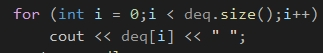 for (int i = 0;i < deq.size();i++)
cout << deq[i] << " ";